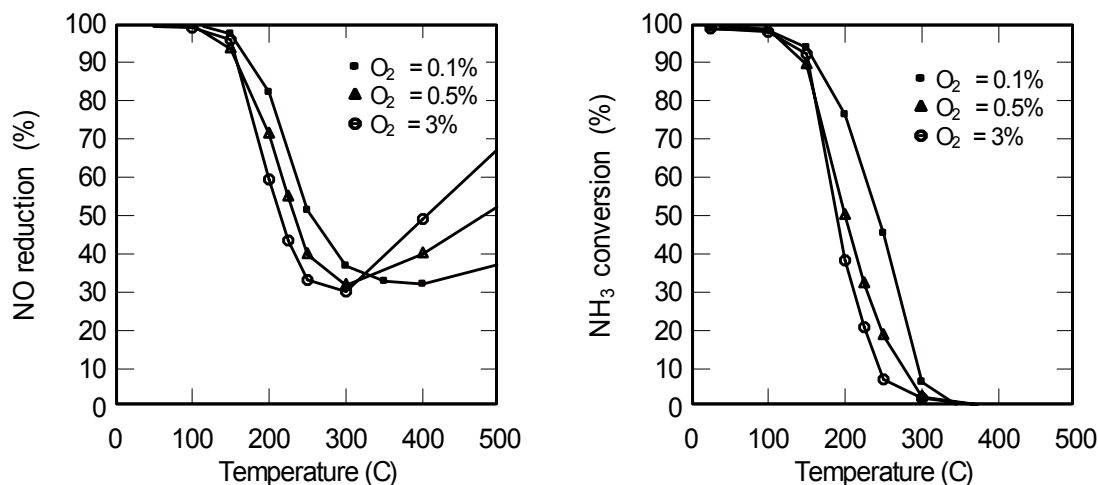 100
90
80
70
60
50
40
30
20
10
0
NO reduction (%)
O₂ = 0.1%
O₂ = 0.5%
O₂ = 3%
0 100 200 300 400 500
Temperature (C)
100
90
80
70
60
50
40
30
20
10
0
NH₃ conversion (%)
O₂ = 0.1%
O₂ = 0.5%
O₂ = 3%
0 100 200 300 400 500
Temperature (C)